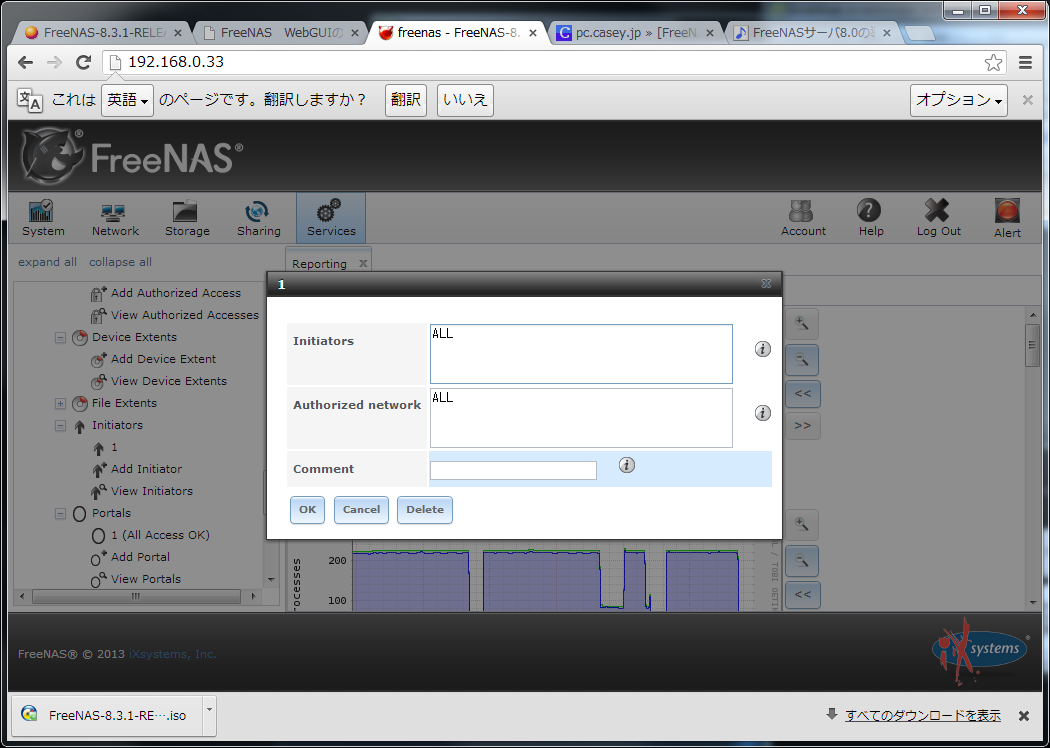 FreeNAS-8.3.1-RELEA
FreeNAS WebGUIの
freenas - FreeNAS-8.
pc.casey.jp » [FreeN
FreeNASサーバ8.0の
192.168.0.33
これは 英語 のページです。翻訳しますか？ 翻訳 いいえ オプション
FreeNAS®
System Network Storage Sharing Services Account Help Log Out Alert
expand all collapse all
Reporting
Add Authorized Access
View Authorized Accesses
Device Extents
Add Device Extent
View Device Extents
File Extents
Initiators
1
Add Initiator
View Initiators
Portals
1 (All Access OK)
Add Portal
View Portals
1
Initiators ALL
Authorized network ALL
Comment
OK Cancel Delete
<<
>>
200
100
<<
FreeNAS® © 2013 iXsystems, Inc.
iXsystems®
FreeNAS-8.3.1-RE….iso
すべてのダウンロードを表示